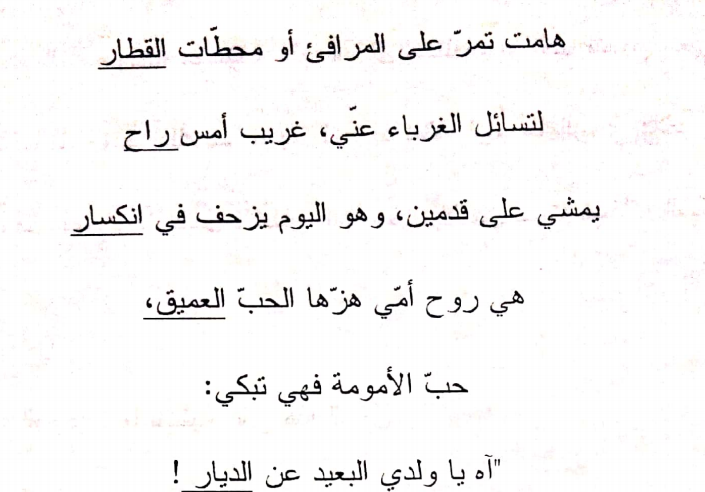 هامت تمرّ على المرافئ أو محطّات القطار
لتسائل الغرباء عنّي، غريب أمس راح
يمشي على قدمين، وهو اليوم يزحف في انكسار
هي روح أمّي هزّها الحبّ العميق،
حبّ الأمومة فهي تبكي:
"آه يا ولدي البعيد عن الديار !